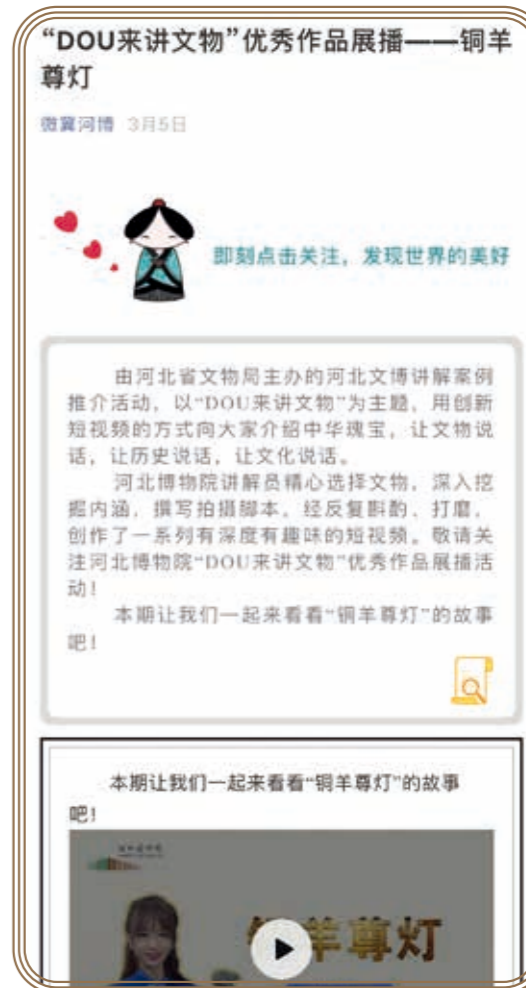 “DOU来讲文物”优秀作品展播——铜羊
尊灯
微冀河博 3月5日
即刻点击关注，发现世界的美好
由河北省文物局主办的河北文博讲解案例
推介活动，以“DOU来讲文物”为主题，用创新
短视频的方式向大家介绍中华瑰宝，让文物说
话，让历史说话，让文化说话。
河北博物院讲解员精心选择文物，深入挖
掘内涵，撰写拍摄脚本，经反复斟酌、打磨，
创作了一系列有深度有趣味的短视频。敬请关
注河北博物院“DOU来讲文物”优秀作品展播活
动！
本期让我们一起来看看“铜羊尊灯”的故事
吧！
本期让我们一起来看看“铜羊尊灯”的故事
吧！
铜羊尊灯